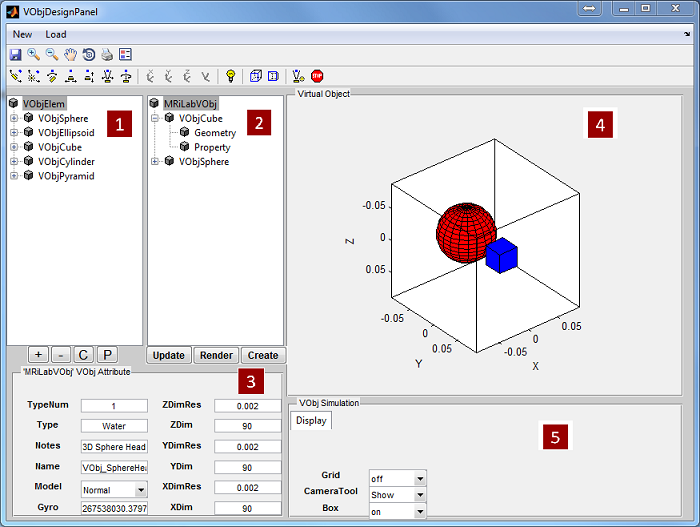 VObjDesignPanel
New Load
VObjElem
VObjSphere
VObjEllipsoid
VObjCube
VObjCylinder
VObjPyramid
1
+ - C P
MRiLabVObj
VObjCube
Geometry
Property
VObjSphere
2
Update Render Create
Virtual Object
4
-0.05
0
0.05
Z
-0.05
0
0.05
Y
-0.05
0
0.05
X
'MRiLabVObj' VObj Attribute
3
TypeNum 1 ZDimRes 0.002
Type Water ZDim 90
Notes 3D Sphere Head YDimRes 0.002
Name VObj_SphereHea YDim 90
Model Normal XDimRes 0.002
Gyro 267538030.3797 XDim 90
VObj Simulation
Display
5
Grid off
CameraTool Show
Box on
STOP